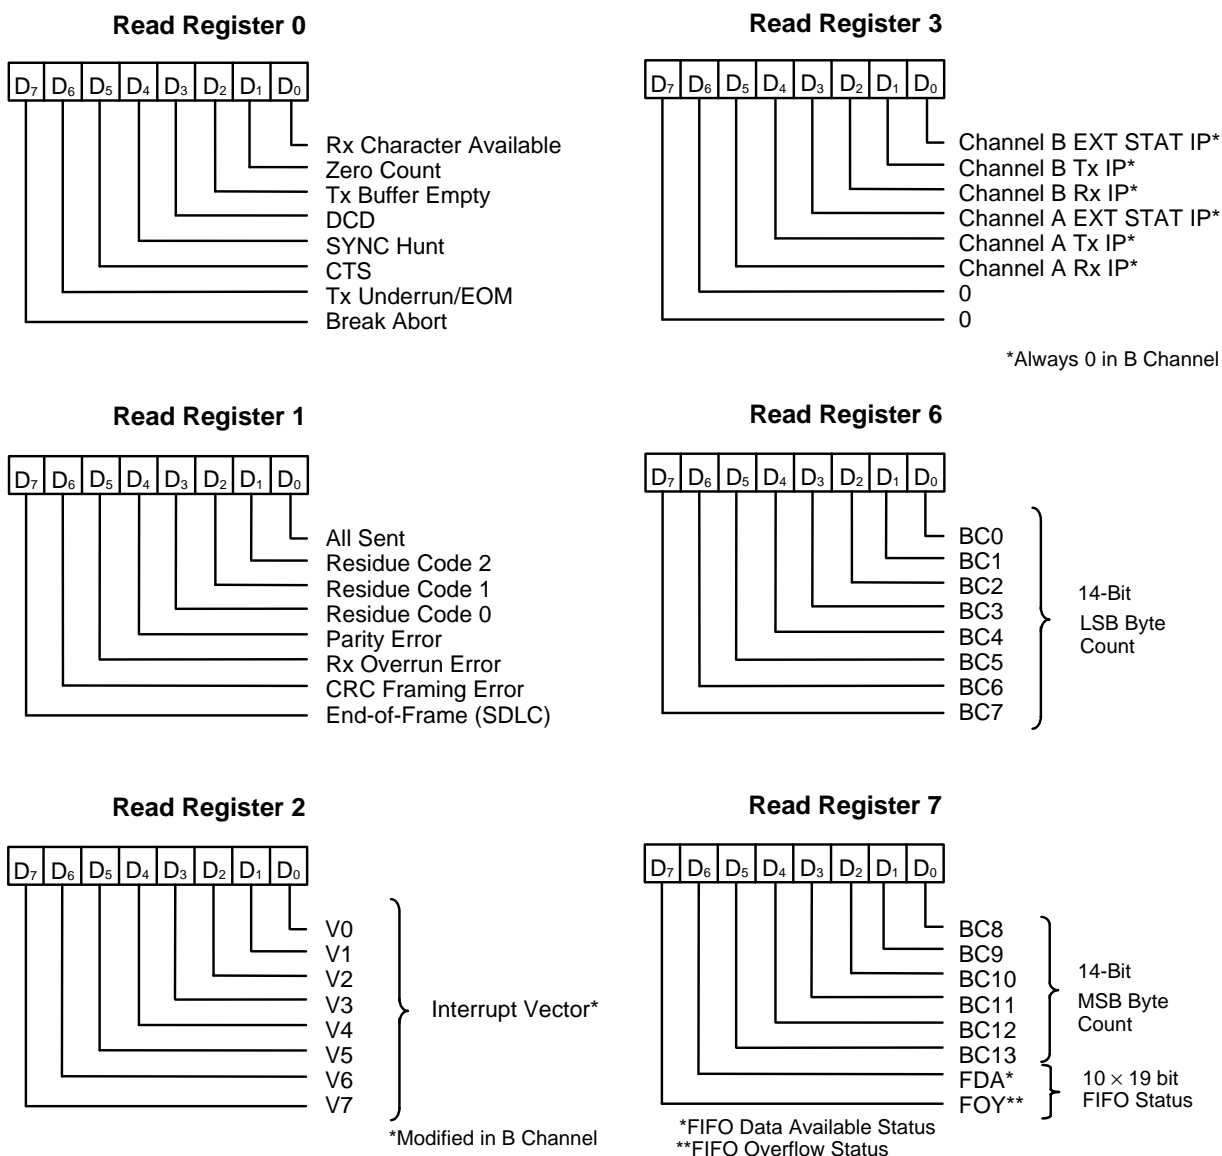 Read Register 0
D7 D6 D5 D4 D3 D2 D1 D0
Rx Character Available
Zero Count
Tx Buffer Empty
DCD
SYNC Hunt
CTS
Tx Underrun/EOM
Break Abort
Read Register 3
D7 D6 D5 D4 D3 D2 D1 D0
Channel B EXT STAT IP*
Channel B Tx IP*
Channel B Rx IP*
Channel A EXT STAT IP*
Channel A Tx IP*
Channel A Rx IP*
0
0
*Always 0 in B Channel
Read Register 1
D7 D6 D5 D4 D3 D2 D1 D0
All Sent
Residue Code 2
Residue Code 1
Residue Code 0
Parity Error
Rx Overrun Error
CRC Framing Error
End-of-Frame (SDLC)
Read Register 6
D7 D6 D5 D4 D3 D2 D1 D0
BC0
BC1
BC2
BC3
BC4
BC5
BC6
BC7
14-Bit
LSB Byte
Count
Read Register 2
D7 D6 D5 D4 D3 D2 D1 D0
V0
V1
V2
V3
V4
V5
V6
V7
Interrupt Vector*
*Modified in B Channel
Read Register 7
D7 D6 D5 D4 D3 D2 D1 D0
BC8
BC9
BC10
BC11
BC12
BC13
FDA*
FOY**
14-Bit
MSB Byte
Count
10 × 19 bit
FIFO Status
*FIFO Data Available Status
**FIFO Overflow Status